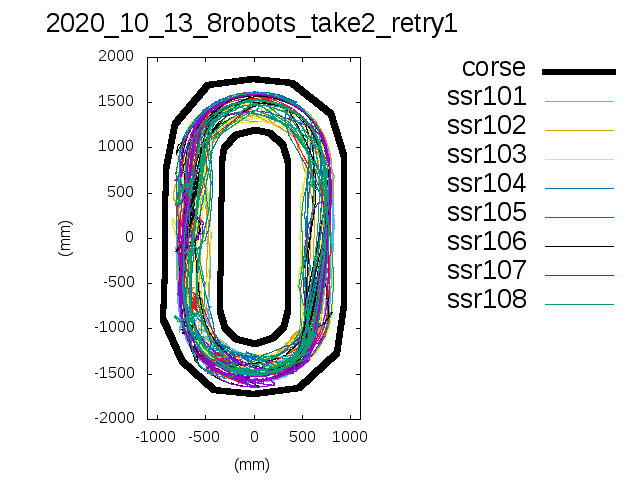 2020_10_13_8robots_take2_retry1
corse
ssr101
ssr102
ssr103
ssr104
ssr105
ssr106
ssr107
ssr108
2000
1500
1000
500
0
-500
-1000
-1500
-2000
(mm)
-1000 -500 0 500 1000
(mm)